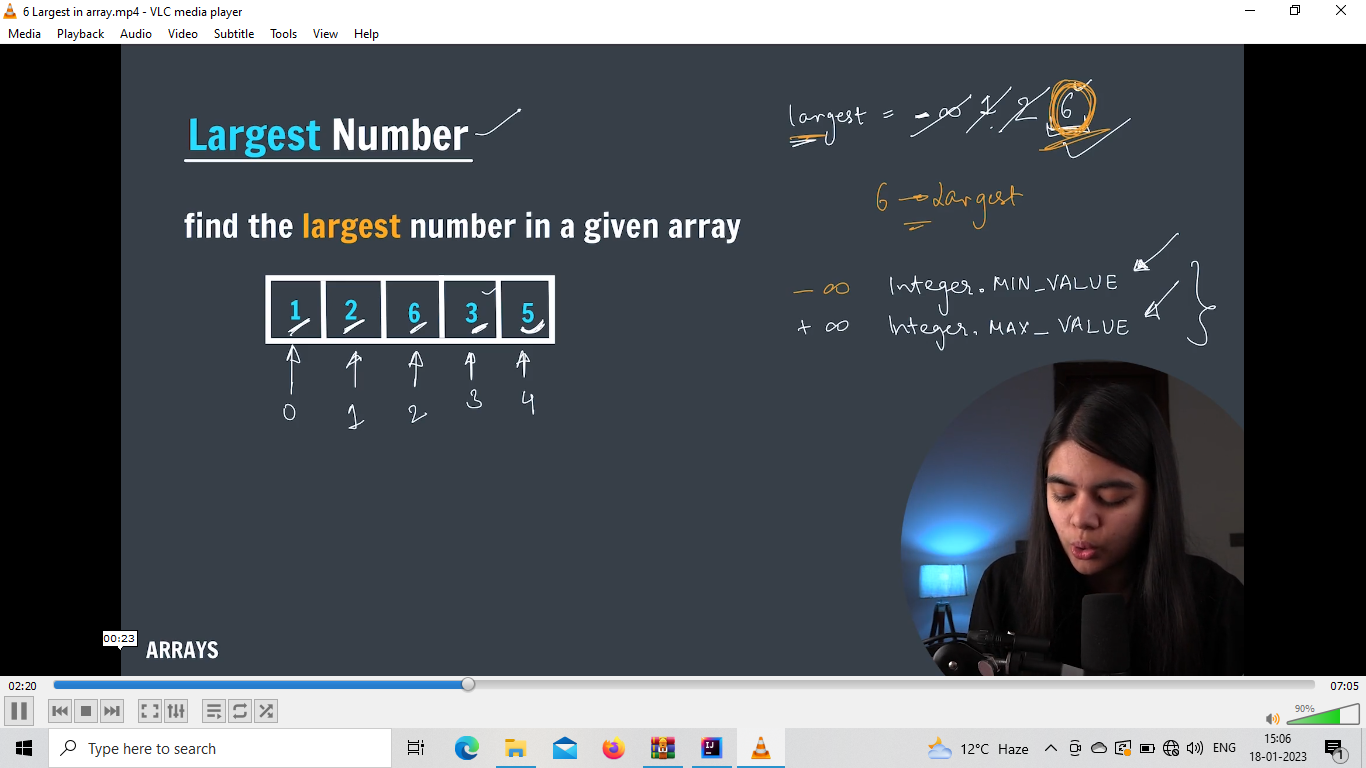 6 Largest in array.mp4 - VLC media player
Media Playback Audio Video Subtitle Tools View Help
Largest Number
largest = -∞ 1 2 6
6 → Largest
find the largest number in a given array
1 2 6 3 5
0 1 2 3 4
- ∞ Integer. MIN_VALUE
+ ∞ Integer. MAX_VALUE
00:23
ARRAYS
02:20
07:05
90%
Type here to search
IJ
12°C Haze
ENG
15:06
18-01-2023
1